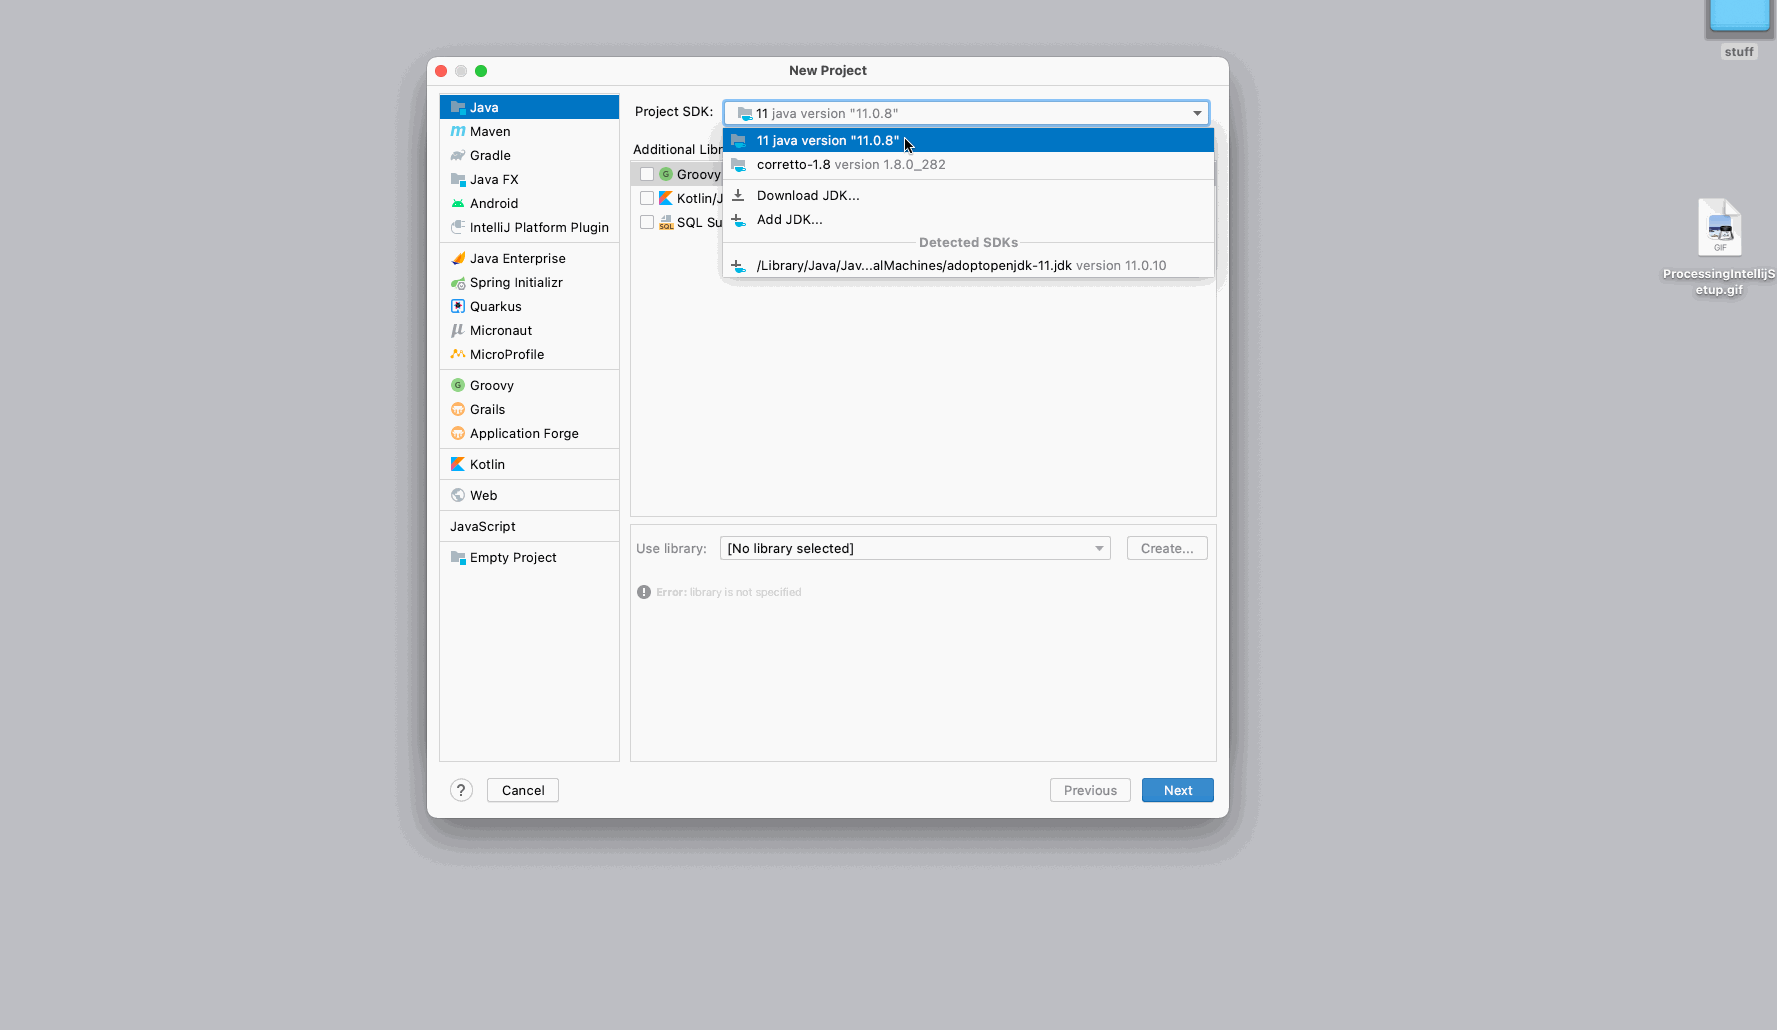 stuff
New Project
Java
Maven
Gradle
Java FX
Android
IntelliJ Platform Plugin
Java Enterprise
Spring Initializr
Quarkus
Micronaut
MicroProfile
Groovy
Grails
Application Forge
Kotlin
Web
JavaScript
Empty Project
Project SDK: 11 java version "11.0.8"
11 java version "11.0.8"
corretto-1.8 version 1.8.0_282
Download JDK...
Add JDK...
Detected SDKs
/Library/Java/Jav...alMachines/adoptopenjdk-11.jdk version 11.0.10
Additional Libr
G Groovy
Kotlin/J
SQL SQL Su
Use library: [No library selected] Create...
! Error: library is not specified
? Cancel Previous Next
GIF
ProcessingIntellijS
etup.gif